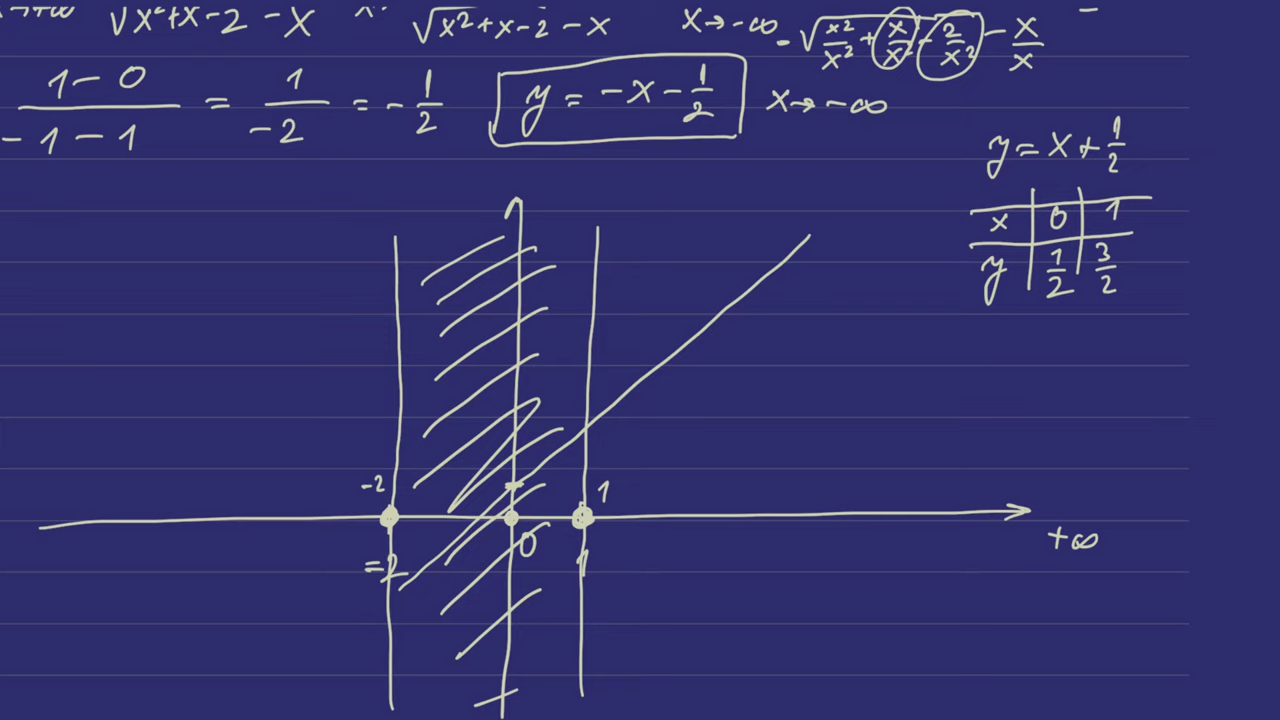 √x²+x-2 - x √x²+x-2 - x x→-∞ -√x²/x² + x/x² - 2/x² - x/x
(1-0)/(-1-1) = 1/-2 = -1/2 y = -x - 1/2 x→-∞
y = x + 1/2
x 0 1
y 1/2 3/2
-2 1
0 +∞
=2 1